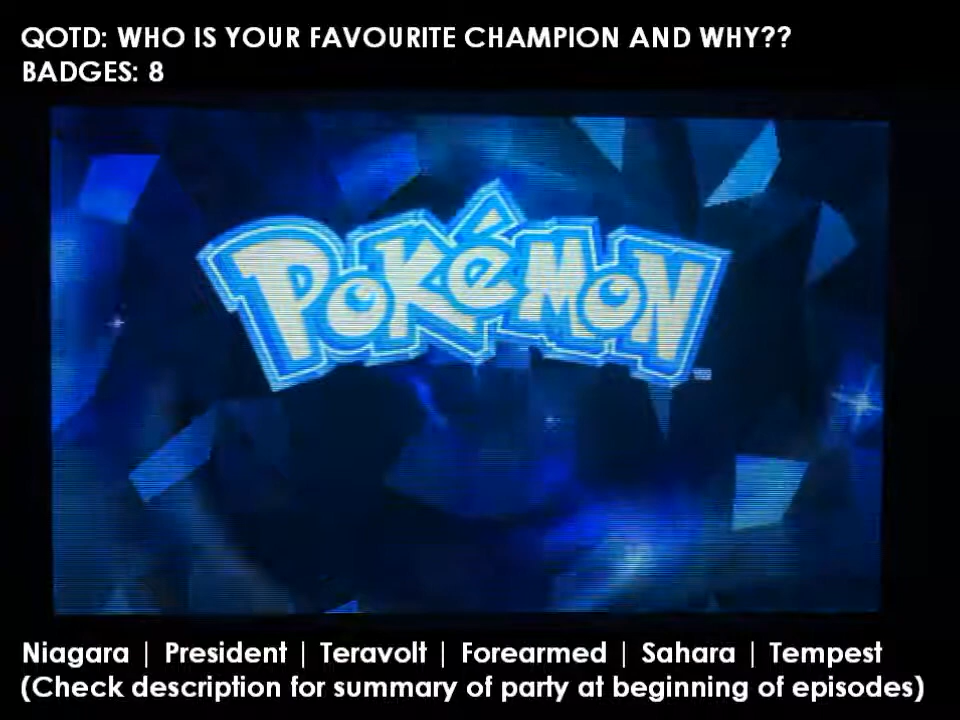 QOTD: WHO IS YOUR FAVOURITE CHAMPION AND WHY??
BADGES: 8
POKéMON
TM
Niagara | President | Teravolt | Forearmed | Sahara | Tempest
(Check description for summary of party at beginning of episodes)